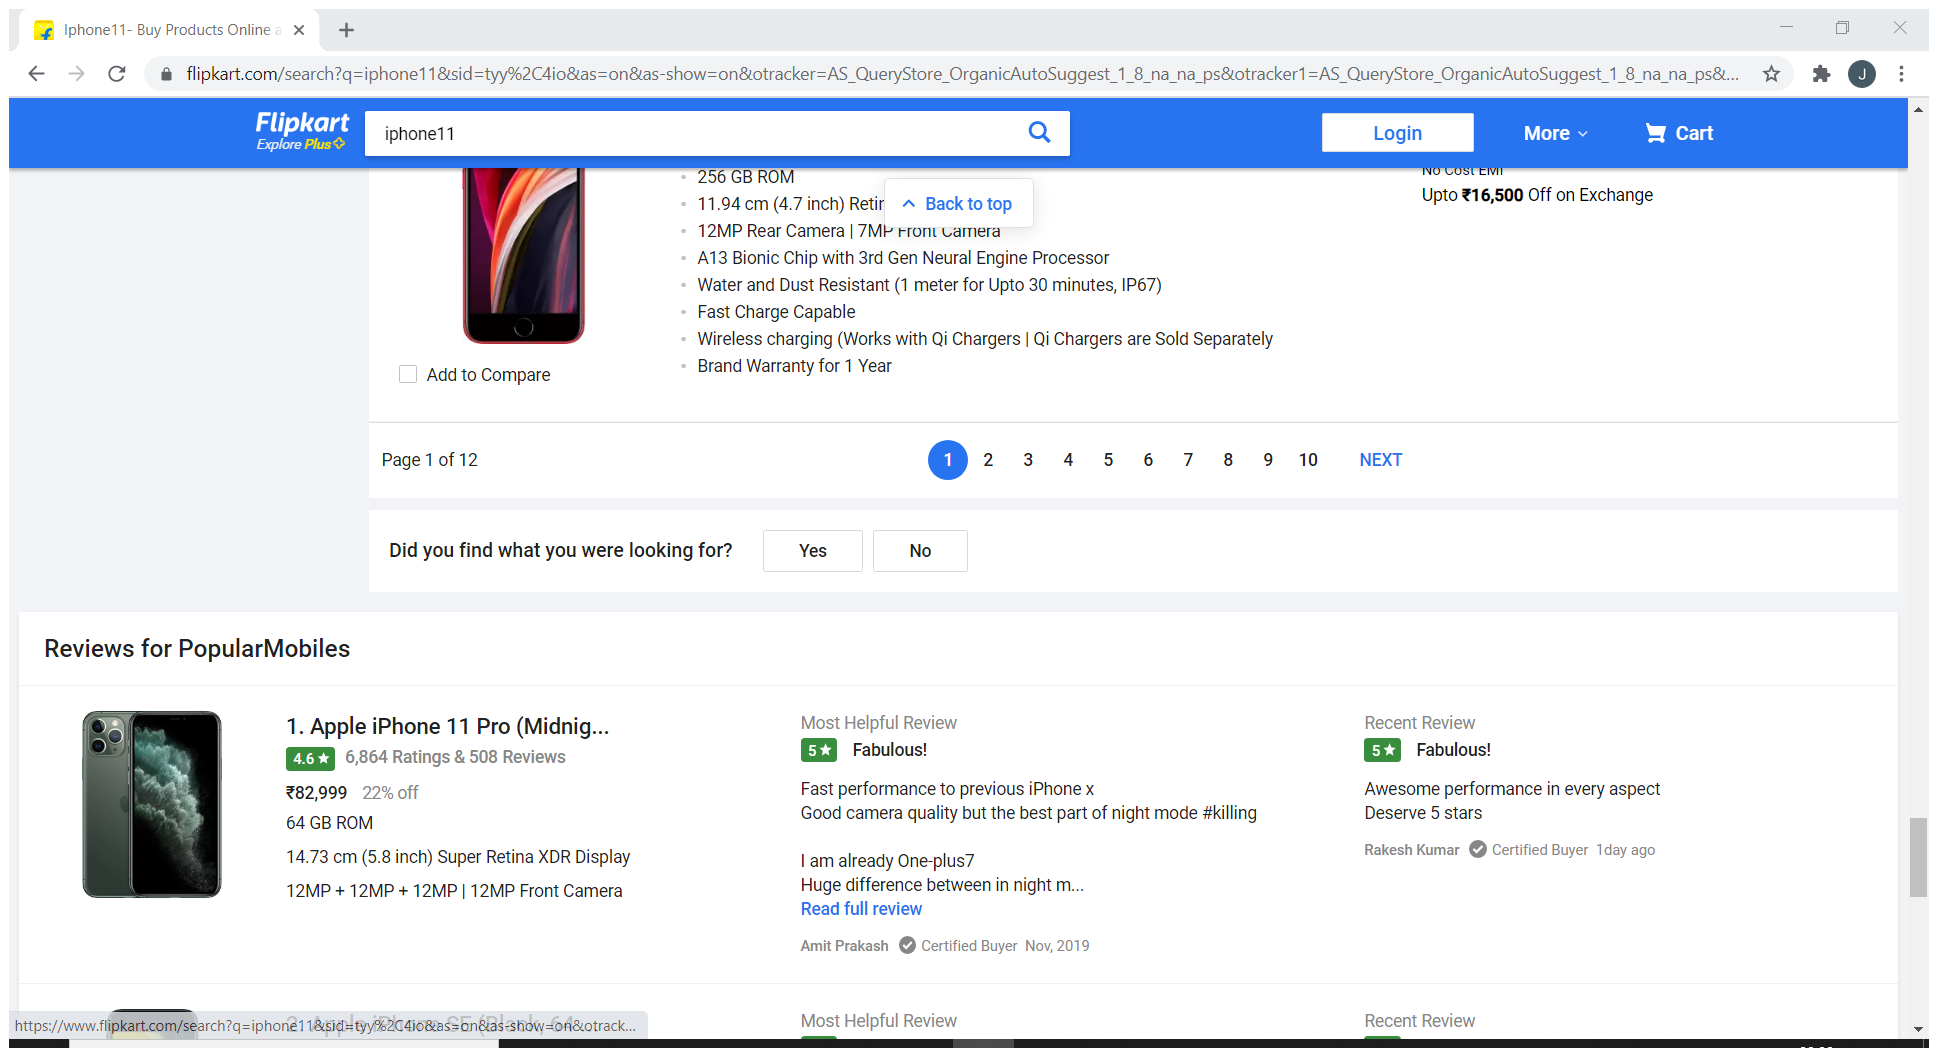 Iphone11- Buy Products Online a
flipkart.com/search?q=iphone11&sid=tyy%2C4io&as=on&as-show=on&otracker=AS_QueryStore_OrganicAutoSuggest_1_8_na_na_ps&otracker1=AS_QueryStore_OrganicAutoSuggest_1_8_na_na_ps&...
J
Flipkart
Explore Plus
iphone11
Login
More
Cart
256 GB ROM
No Cost EMI
11.94 cm (4.7 inch)
Back to top
Upto ₹16,500 Off on Exchange
12MP Rear Camera | 7MP Front Camera
A13 Bionic Chip with 3rd Gen Neural Engine Processor
Water and Dust Resistant (1 meter for Upto 30 minutes, IP67)
Fast Charge Capable
Wireless charging (Works with Qi Chargers | Qi Chargers are Sold Separately
Brand Warranty for 1 Year
Add to Compare
Page 1 of 12
1 2 3 4 5 6 7 8 9 10 NEXT
Did you find what you were looking for?
Yes
No
Reviews for PopularMobiles
1. Apple iPhone 11 Pro (Midnig...
4.6★ 6,864 Ratings & 508 Reviews
₹82,999 22% off
64 GB ROM
14.73 cm (5.8 inch) Super Retina XDR Display
12MP + 12MP + 12MP | 12MP Front Camera
Most Helpful Review
5★ Fabulous!
Fast performance to previous iPhone x
Good camera quality but the best part of night mode #killing
I am already One-plus7
Huge difference between in night m...
Read full review
Amit Prakash Certified Buyer Nov, 2019
Recent Review
5★ Fabulous!
Awesome performance in every aspect
Deserve 5 stars
Rakesh Kumar Certified Buyer 1day ago
2. Apple iPhone SE (Black, 64
Most Helpful Review
Recent Review
https://www.flipkart.com/search?q=iphone11&sid=tyy%2C4io&as=on&as-show=on&otrack...